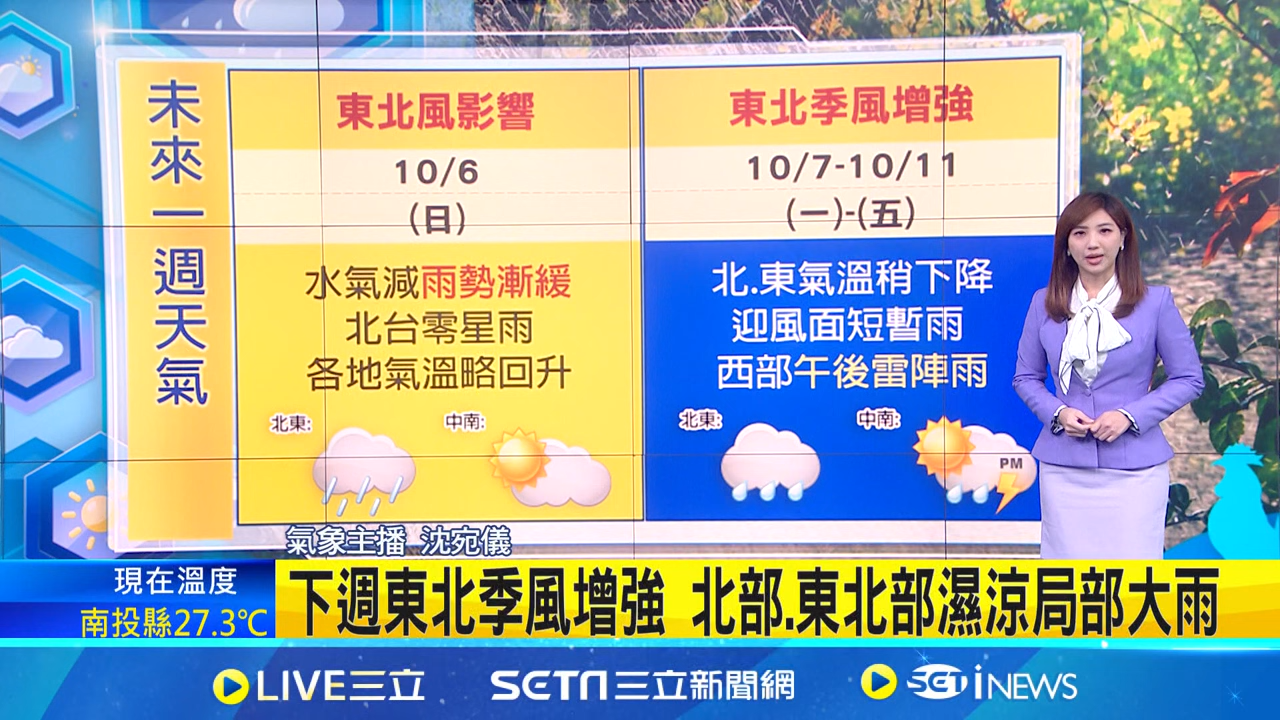 未來一週天氣
東北風影響
10/6
(日)
水氣減雨勢漸緩
北台零星雨
各地氣溫略回升
北東:
中南:
東北季風增強
10/7-10/11
(一)-(五)
北.東氣溫稍下降
迎風面短暫雨
西部午後雷陣雨
北東:
中南:
PM
氣象主播 沈宛儀
現在溫度
南投縣27.3℃
下週東北季風增強 北部.東北部濕涼局部大雨
LIVE三立
SETN三立新聞網
SET iNEWS